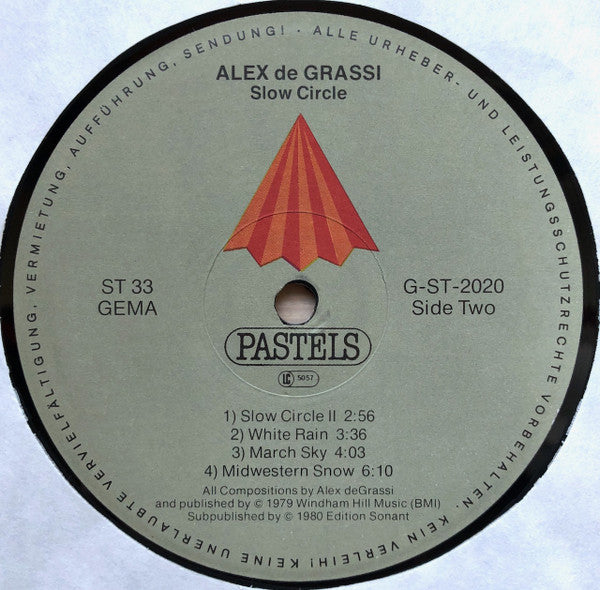 ALLE URHEBER- UND LEISTUNGSSCHUTZRECHTE VORBEHALTEN. KEIN VERLEIH! KEINE UNERLAUBTE VERVIELFÄLTIGUNG, VERMIETUNG, AUFFÜHRUNG, SENDUNG! ·
ALEX de GRASSI
Slow Circle
ST 33
GEMA
G-ST-2020
Side Two
PASTELS
LC 5057
1) Slow Circle II 2:56
2) White Rain 3:36
3) March Sky 4:03
4) Midwestern Snow 6:10
All Compositions by Alex deGrassi
and published by © 1979 Windham Hill Music (BMI)
Subpublished by © 1980 Edition Sonant